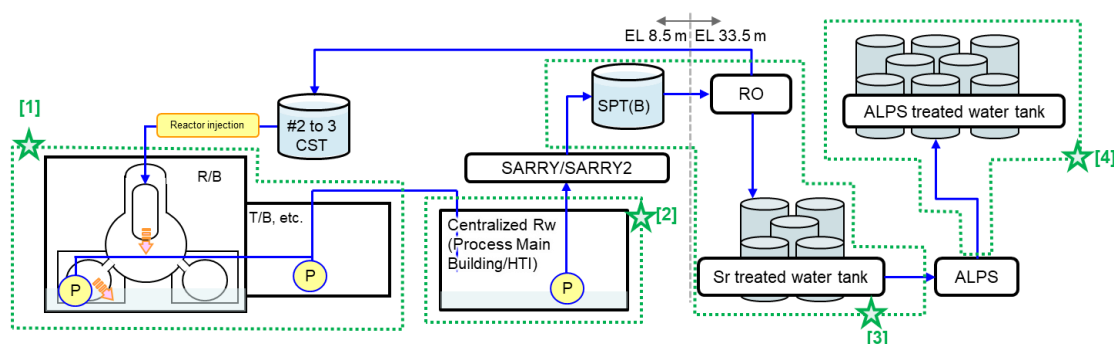 EL 8.5 m
EL 33.5 m
[1]
Reactor injection
#2 to 3
CST
SPT(B)
RO
ALPS treated water tank
[4]
R/B
T/B, etc.
SARRY/SARRY2
[2]
Centralized Rw
(Process Main
Building/HTI)
P
P
P
Sr treated water tank
ALPS
[3]